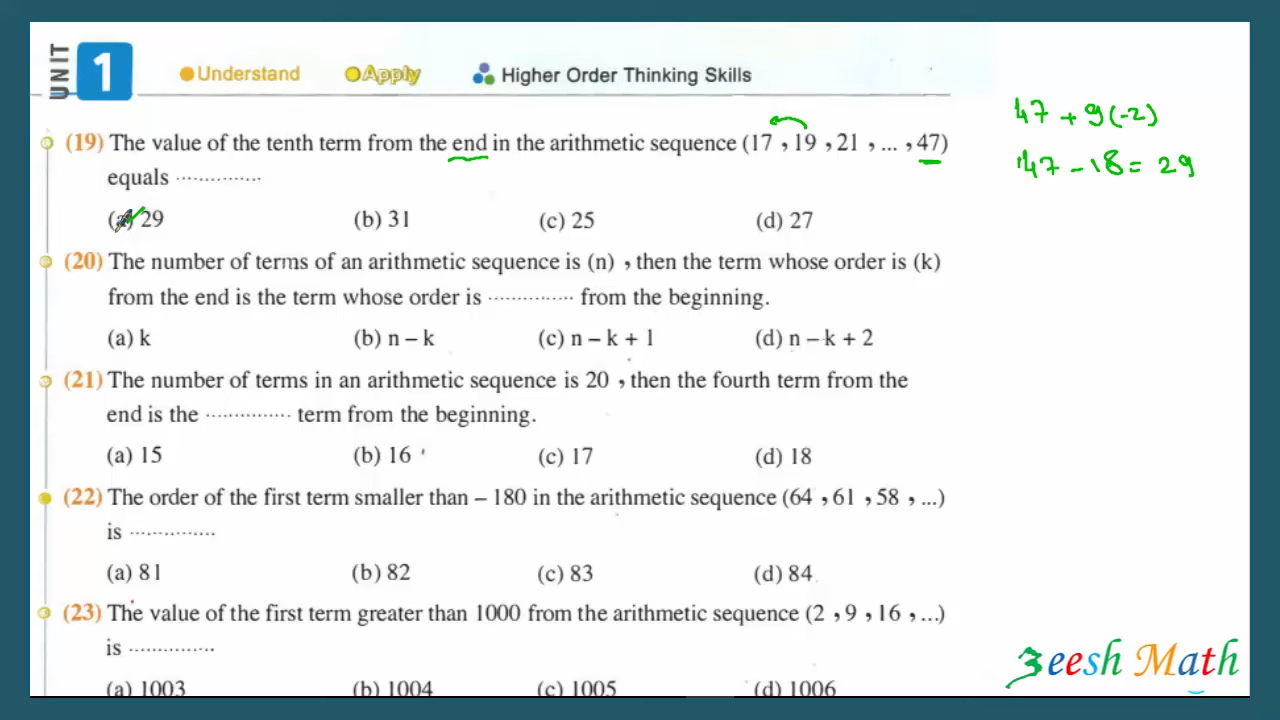 UNIT 1
Understand Apply Higher Order Thinking Skills
(19) The value of the tenth term from the end in the arithmetic sequence (17 , 19 , 21 , ... , 47)
equals ..............
(a) 29 (b) 31 (c) 25 (d) 27
47 + 9(-2)
47 - 18 = 29
(20) The number of terms of an arithmetic sequence is (n) , then the term whose order is (k)
from the end is the term whose order is .............. from the beginning.
(a) k (b) n – k (c) n – k + 1 (d) n – k + 2
(21) The number of terms in an arithmetic sequence is 20 , then the fourth term from the
end is the .............. term from the beginning.
(a) 15 (b) 16 (c) 17 (d) 18
(22) The order of the first term smaller than – 180 in the arithmetic sequence (64 , 61 , 58 , ...)
is ..............
(a) 81 (b) 82 (c) 83 (d) 84
(23) The value of the first term greater than 1000 from the arithmetic sequence (2 , 9 , 16 , ...)
is ..............
(a) 1003 (b) 1004 (c) 1005 (d) 1006
3eesh Math